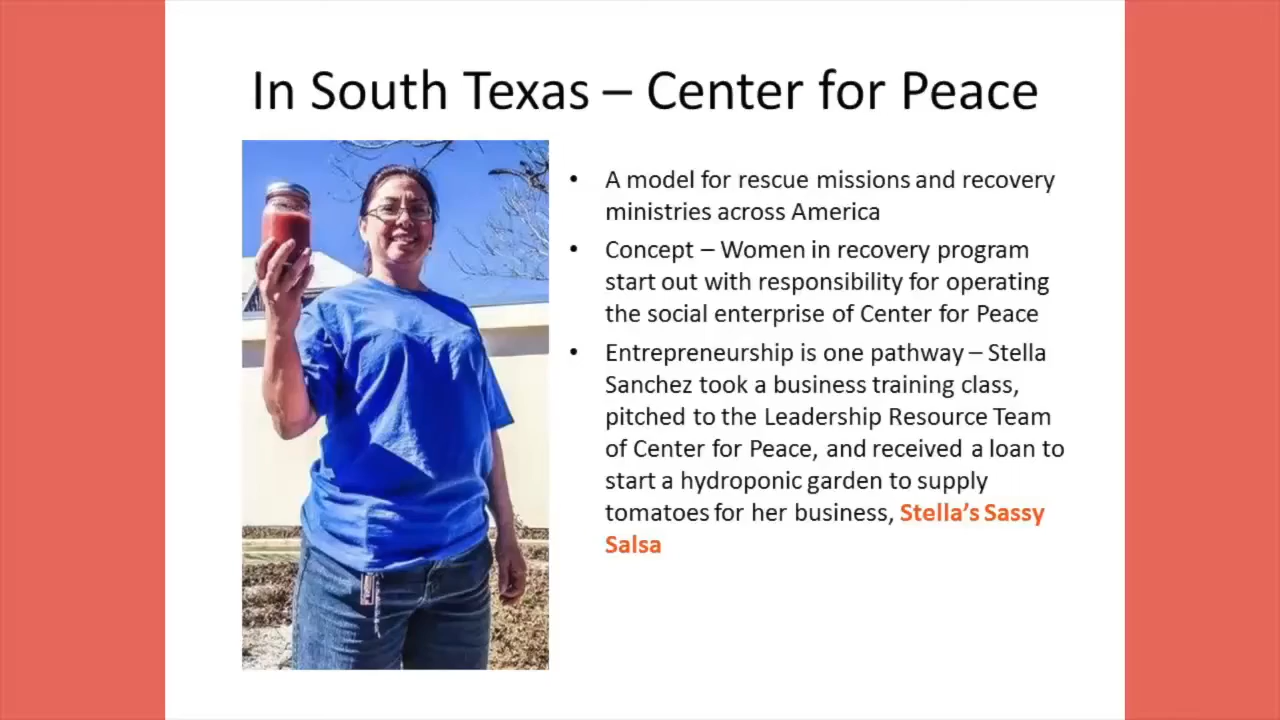 In South Texas – Center for Peace
• A model for rescue missions and recovery
ministries across America
• Concept – Women in recovery program
start out with responsibility for operating
the social enterprise of Center for Peace
• Entrepreneurship is one pathway – Stella
Sanchez took a business training class,
pitched to the Leadership Resource Team
of Center for Peace, and received a loan to
start a hydroponic garden to supply
tomatoes for her business, Stella’s Sassy
Salsa